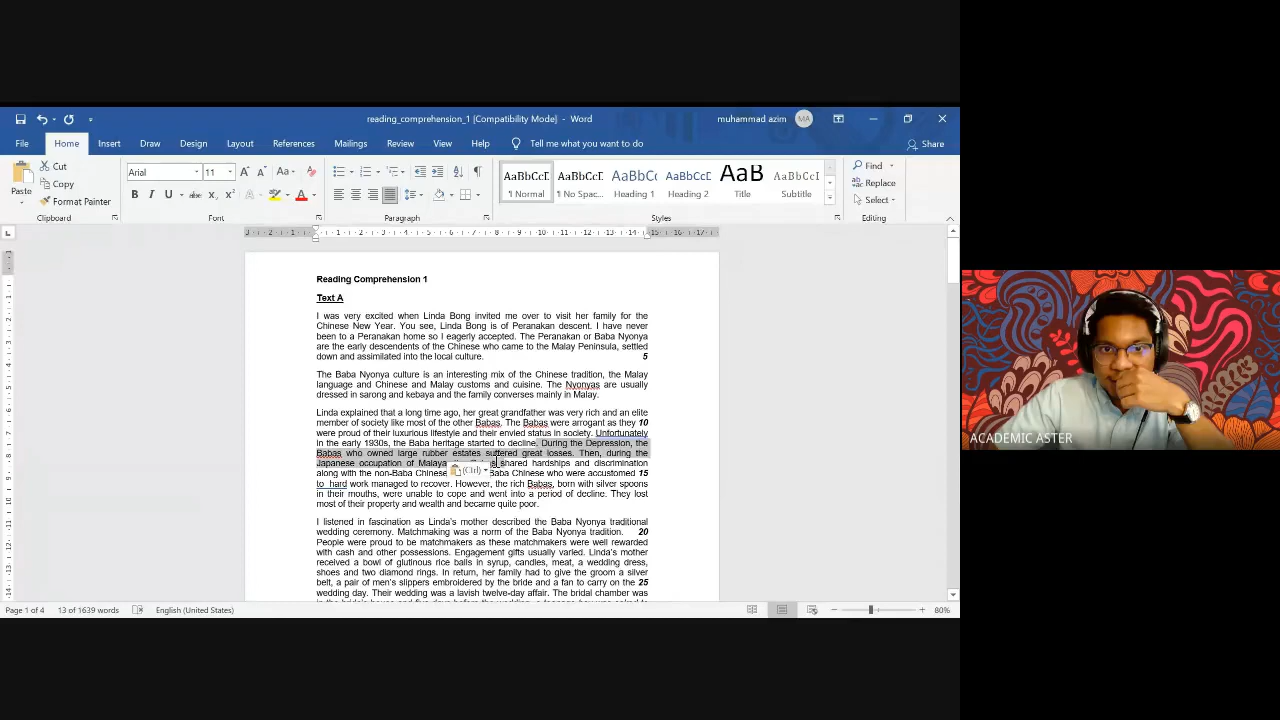 reading_comprehension_1 [Compatibility Mode] - Word
muhammad azim MA
File Home Insert Draw Design Layout References Mailings Review View Help Tell me what you want to do Share
Paste Cut Copy Format Painter
Clipboard
Arial 11
Font
Paragraph
AaBbCcI ¶ Normal
AaBbCcI ¶ No Spac...
AaBbCc Heading 1
AaBbCcI Heading 2
AaB Title
AaBbCcI Subtitle
Styles
Find Replace Select
Editing
Reading Comprehension 1
Text A
I was very excited when Linda Bong invited me over to visit her family for the
Chinese New Year. You see, Linda Bong is of Peranakan descent. I have never
been to a Peranakan home so I eagerly accepted. The Peranakan or Baba Nyonya
are the early descendents of the Chinese who came to the Malay Peninsula, settled
down and assimilated into the local culture. 5
The Baba Nyonya culture is an interesting mix of the Chinese tradition, the Malay
language and Chinese and Malay customs and cuisine. The Nyonyas are usually
dressed in sarong and kebaya and the family converses mainly in Malay.
Linda explained that a long time ago, her great grandfather was very rich and an elite
member of society like most of the other Babas. The Babas were arrogant as they 10
were proud of their luxurious lifestyle and their envied status in society. Unfortunately
in the early 1930s, the Baba heritage started to decline. During the Depression, the
Babas who owned large rubber estates suffered great losses. Then, during the
Japanese occupation of Malaya shared hardships and discrimination
along with the non-Baba Chinese (Ctrl) Baba Chinese who were accustomed 15
to hard work managed to recover. However, the rich Babas, born with silver spoons
in their mouths, were unable to cope and went into a period of decline. They lost
most of their property and wealth and became quite poor.
I listened in fascination as Linda's mother described the Baba Nyonya traditional
wedding ceremony. Matchmaking was a norm of the Baba Nyonya tradition. 20
People were proud to be matchmakers as these matchmakers were well rewarded
with cash and other possessions. Engagement gifts usually varied. Linda's mother
received a bowl of glutinous rice balls in syrup, candles, meat, a wedding dress,
shoes and two diamond rings. In return, her family had to give the groom a silver
belt, a pair of men's slippers embroidered by the bride and a fan to carry on the 25
wedding day. Their wedding was a lavish twelve-day affair. The bridal chamber was
Page 1 of 4 13 of 1639 words English (United States) 80%
ACADEMIC ASTER